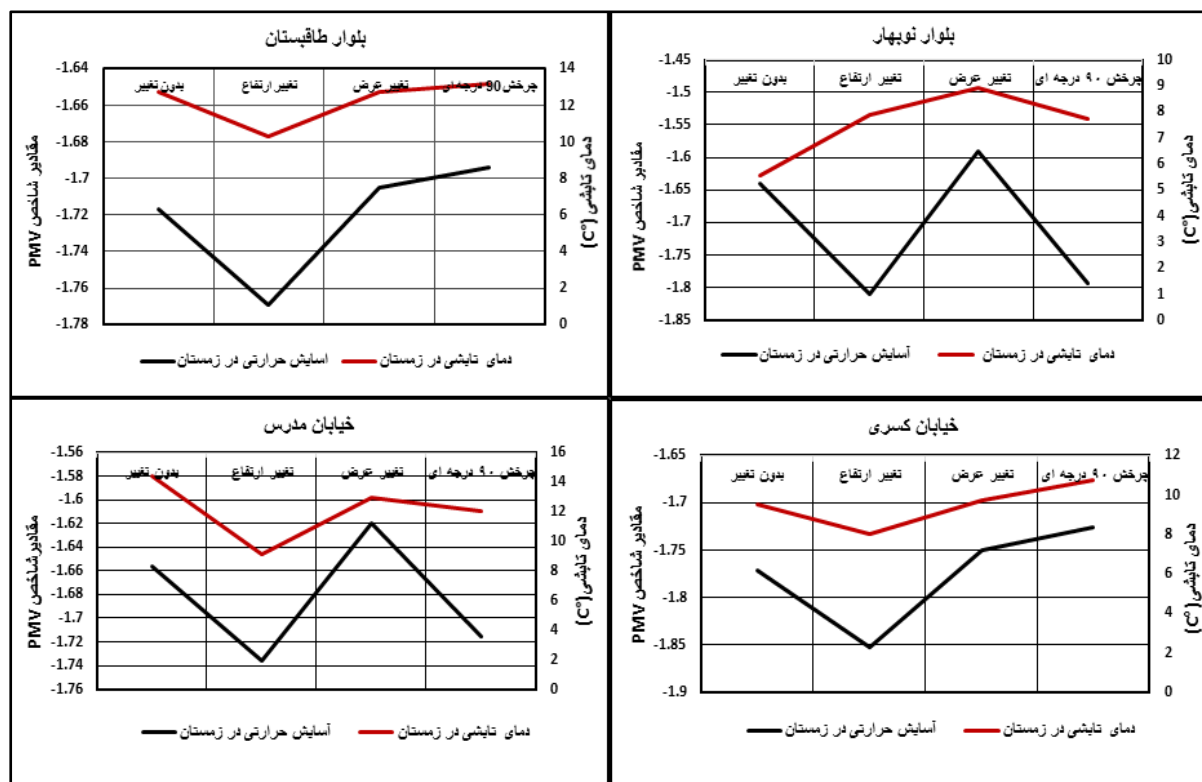 بلوار طاقبستان
-1.64
-1.66
-1.68
-1.7
-1.72
-1.74
-1.76
-1.78
مقادیر شاخص PMV
بدون تغییر
تغییر ارتفاع
تغییر عرض
چرخش 90 درجه ای
14
12
10
8
6
4
2
0
دمای تابشی (C°)
اسایش حرارتی در زمستان
دمای تابشی در زمستان
بلوار نوبهار
-1.45
-1.5
-1.55
-1.6
-1.65
-1.7
-1.75
-1.8
-1.85
مقادیر شاخص PMV
بدون تغییر
تغییر ارتفاع
تغییر عرض
چرخش ۹۰ درجه ای
10
9
8
7
6
5
4
3
2
1
0
دمای تابشی (C°)
آسایش حرارتی در زمستان
دمای تابشی در زمستان
خیابان مدرس
-1.56
-1.58
-1.6
-1.62
-1.64
-1.66
-1.68
-1.7
-1.72
-1.74
-1.76
مقادیرشاخص PMV
بدون تغییر
تغییر ارتفاع
تغییر عرض
چرخش ۹۰ درجه ای
16
14
12
10
8
6
4
2
0
دمای تابشی(C°)
آسایش حرارتی در زمستان
دمای تابشی در زمستان
خیابان کسری
-1.65
-1.7
-1.75
-1.8
-1.85
-1.9
مقادیر شاخص PMV
بدون تغییر
تغییر ارتفاع
تغییر عرض
چرخش ۹۰ درجه ای
12
10
8
6
4
2
0
دمای تابشی(C°)
آسایش حرارتی در زمستان
دمای تابشی در زمستان